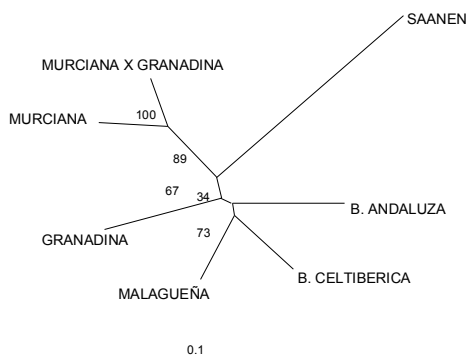 SAANEN
MURCIANA X GRANADINA
100
MURCIANA
89
67
34
B. ANDALUZA
73
GRANADINA
B. CELTIBERICA
MALAGUEÑA
0.1